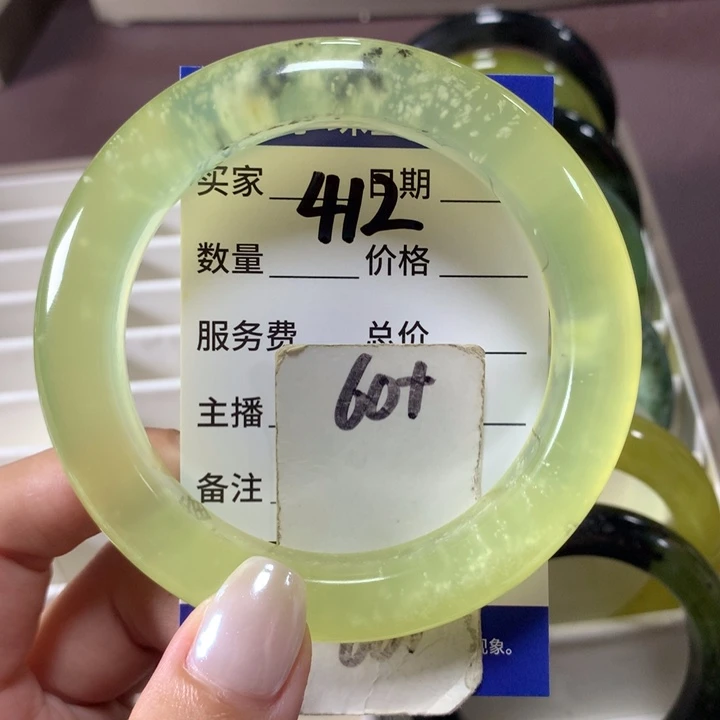 买家 412 日期
数量 价格
服务费 总价
60+
主播
备注
现象。